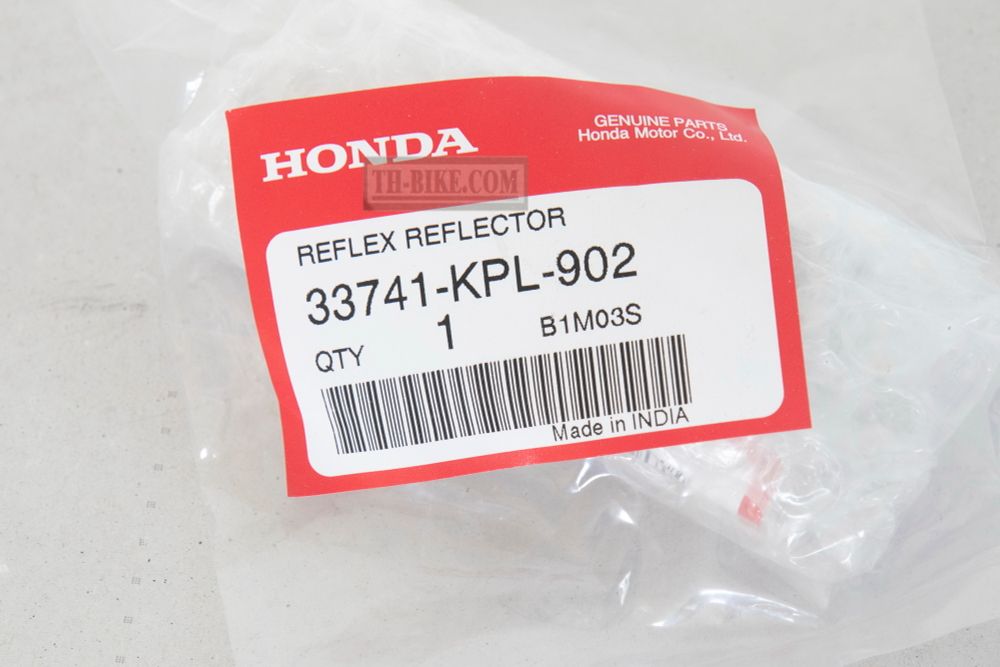 HONDA
GENUINE PARTS
Honda Motor Co., Ltd.
TH-BIKE.COM
REFLEX REFLECTOR
33741-KPL-902
QTY 1 B1M03S
Made in INDIA